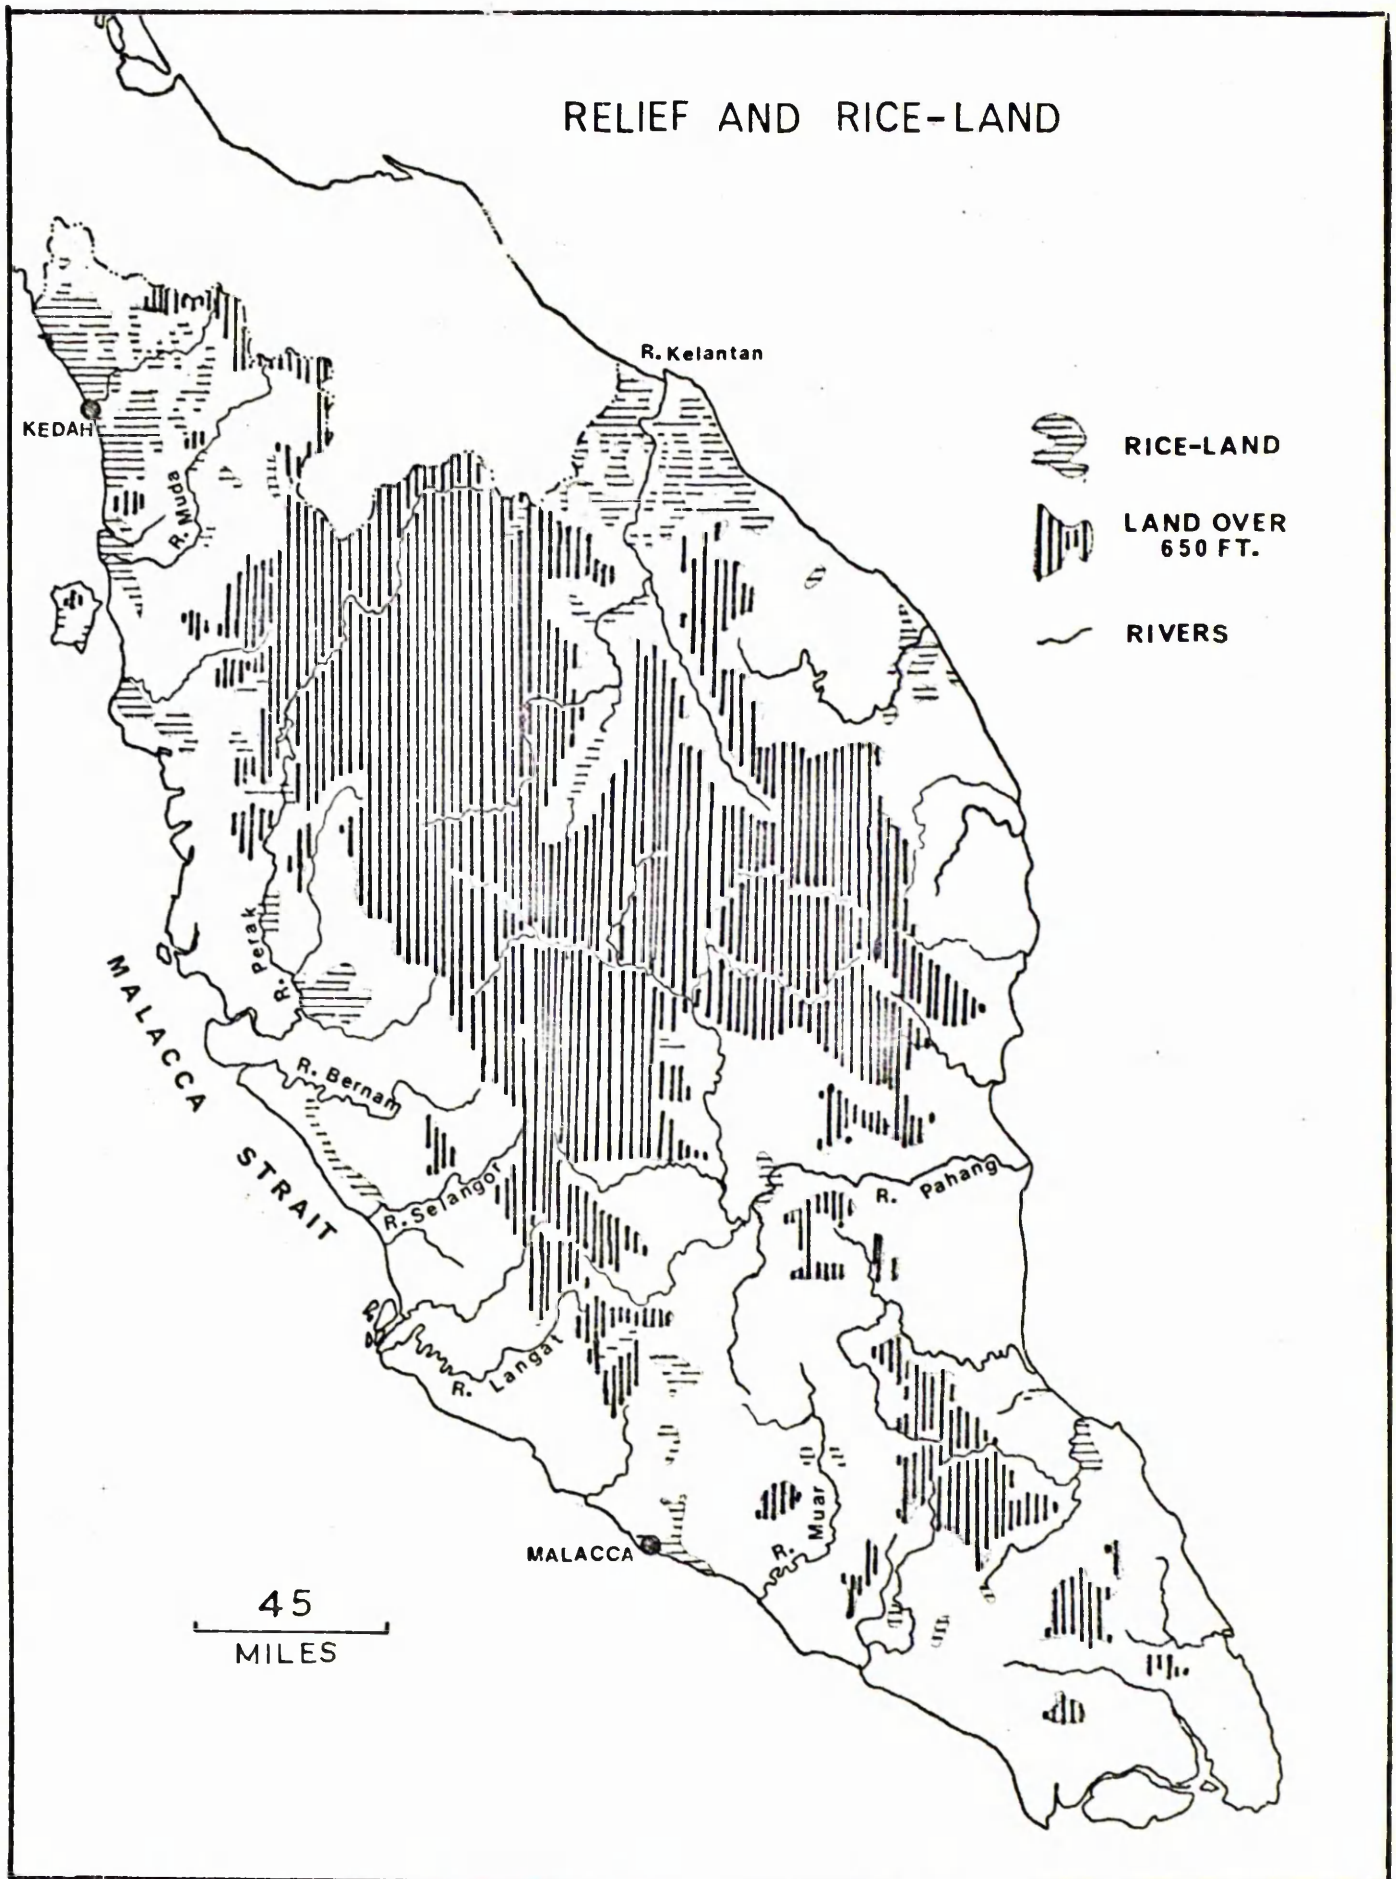 RELIEF AND RICE-LAND
R. Kelantan
KEDAH
RICE-LAND
R. Muda
LAND OVER
650 FT.
RIVERS
R. Perak
MALACCA STRAIT
R. Bernam
R. Selangor
R. Pahang
R. Langat
R. Muar
MALACCA
45
MILES